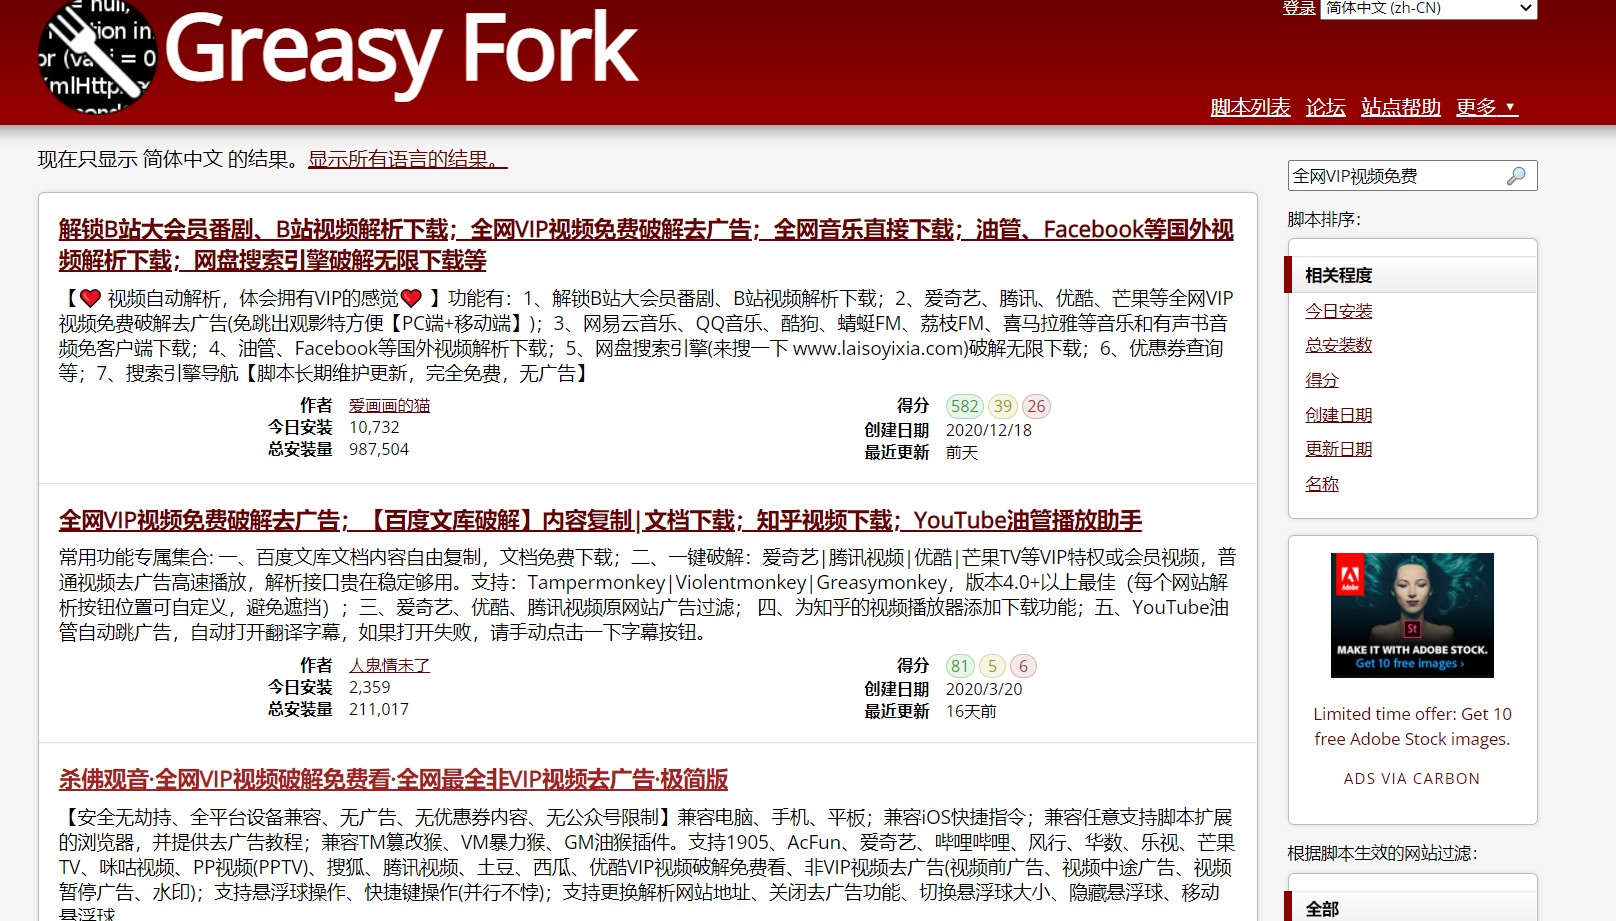 = null,
tion in
or (va i = 0
mlHttp
Greasy Fork
登录 简体中文 (zh-CN)
脚本列表 论坛 站点帮助 更多 ▼
现在只显示 简体中文 的结果。显示所有语言的结果。
解锁B站大会员番剧、B站视频解析下载；全网VIP视频免费破解去广告；全网音乐直接下载；油管、Facebook等国外视
频解析下载；网盘搜索引擎破解无限下载等
【❤️ 视频自动解析，体会拥有VIP的感觉❤️ 】功能有：1、解锁B站大会员番剧、B站视频解析下载；2、爱奇艺、腾讯、优酷、芒果等全网VIP
视频免费破解去广告(免跳出观影特方便【PC端+移动端】)；3、网易云音乐、QQ音乐、酷狗、蜻蜓FM、荔枝FM、喜马拉雅等音乐和有声书音
频免客户端下载；4、油管、Facebook等国外视频解析下载；5、网盘搜索引擎(来搜一下 www.laisoyixia.com)破解无限下载；6、优惠券查询
等；7、搜索引擎导航【脚本长期维护更新，完全免费，无广告】
作者 爱画画的猫
今日安装 10,732
总安装量 987,504
得分 582 39 26
创建日期 2020/12/18
最近更新 前天
全网VIP视频免费破解去广告；【百度文库破解】内容复制|文档下载；知乎视频下载；YouTube油管播放助手
常用功能专属集合: 一、百度文库文档内容自由复制，文档免费下载；二、一键破解：爱奇艺|腾讯视频|优酷|芒果TV等VIP特权或会员视频，普
通视频去广告高速播放，解析接口贵在稳定够用。支持：Tampermonkey|Violentmonkey|Greasymonkey，版本4.0+以上最佳（每个网站解
析按钮位置可自定义，避免遮挡）；三、爱奇艺、优酷、腾讯视频原网站广告过滤； 四、为知乎的视频播放器添加下载功能；五、YouTube油
管自动跳广告，自动打开翻译字幕，如果打开失败，请手动点击一下字幕按钮。
作者 人鬼情未了
今日安装 2,359
总安装量 211,017
得分 81 5 6
创建日期 2020/3/20
最近更新 16天前
杀佛观音·全网VIP视频破解免费看·全网最全非VIP视频去广告·极简版
【安全无劫持、全平台设备兼容、无广告、无优惠券内容、无公众号限制】兼容电脑、手机、平板；兼容iOS快捷指令；兼容任意支持脚本扩展
的浏览器，并提供去广告教程；兼容TM篡改猴、VM暴力猴、GM油猴插件。支持1905、AcFun、爱奇艺、哔哩哔哩、风行、华数、乐视、芒果
TV、咪咕视频、PP视频(PPTV)、搜狐、腾讯视频、土豆、西瓜、优酷VIP视频破解免费看、非VIP视频去广告(视频前广告、视频中途广告、视频
暂停广告、水印)；支持悬浮球操作、快捷键操作(并行不悖)；支持更换解析网站地址、关闭去广告功能、切换悬浮球大小、隐藏悬浮球、移动
悬浮球
全网VIP视频免费
脚本排序：
相关程度
今日安装
总安装数
得分
创建日期
更新日期
名称
Adobe
St
MAKE IT WITH ADOBE STOCK.
Get 10 free images ›
Limited time offer: Get 10
free Adobe Stock images.
ADS VIA CARBON
根据脚本生效的网站过滤：
全部